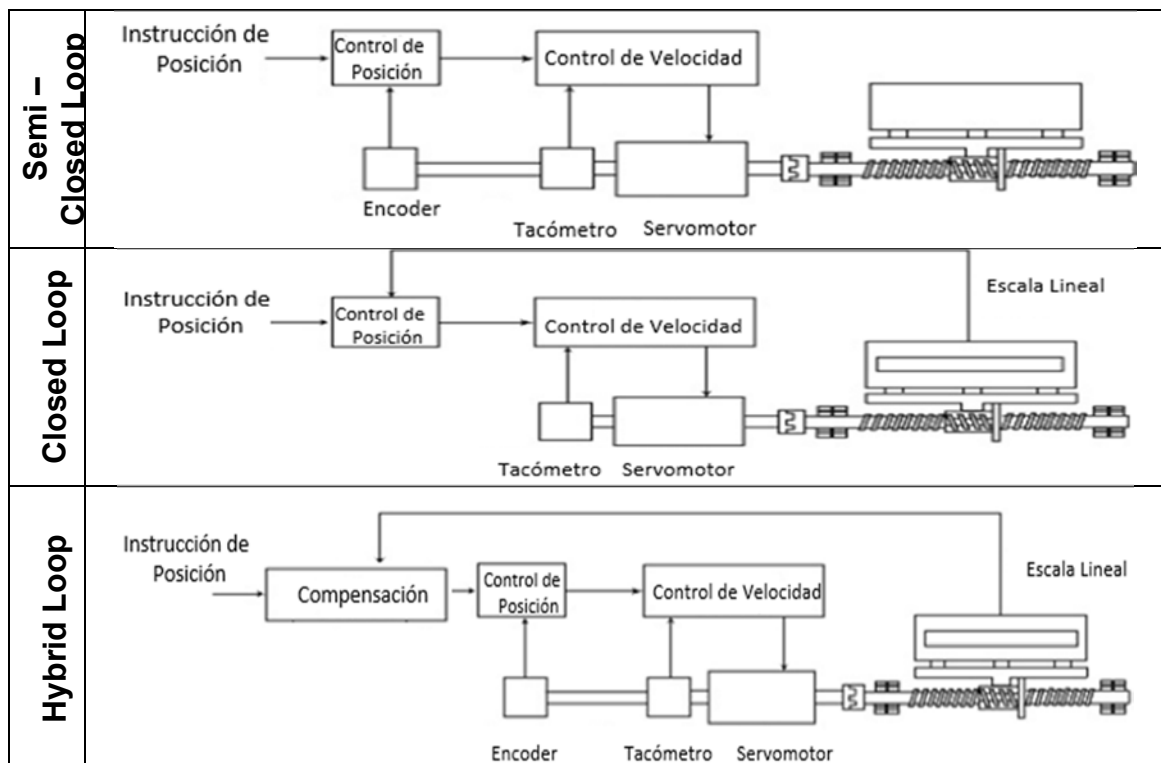 Semi –
Closed Loop
Instrucción de
Posición
Control de
Posición
Control de Velocidad
Encoder
Tacómetro
Servomotor
Closed Loop
Instrucción de
Posición
Control de
Posición
Control de Velocidad
Escala Lineal
Tacómetro
Servomotor
Hybrid Loop
Instrucción de
Posición
Compensación
Control de
Posición
Control de Velocidad
Escala Lineal
Encoder
Tacómetro
Servomotor